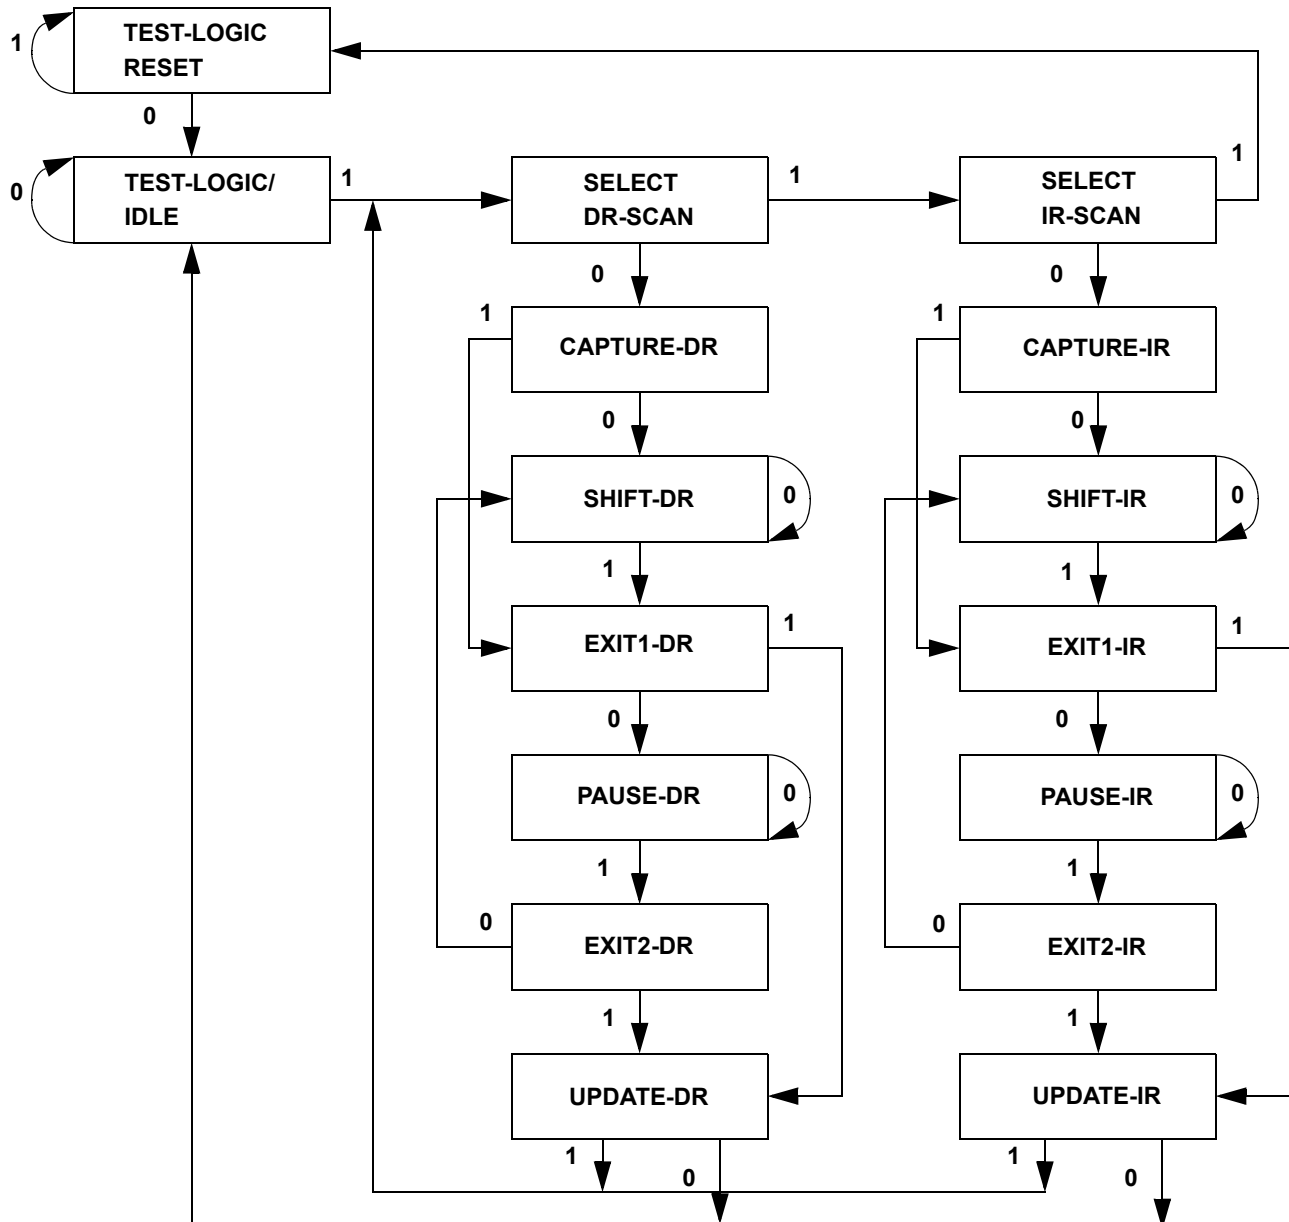 1
TEST-LOGIC
RESET
0
0
TEST-LOGIC/
IDLE
1
SELECT
DR-SCAN
1
SELECT
IR-SCAN
1
0
0
1
CAPTURE-DR
1
CAPTURE-IR
0
0
SHIFT-DR
0
SHIFT-IR
0
1
1
EXIT1-DR
1
EXIT1-IR
1
0
0
PAUSE-DR
0
PAUSE-IR
0
1
1
0
EXIT2-DR
0
EXIT2-IR
1
1
UPDATE-DR
UPDATE-IR
1
0
1
0